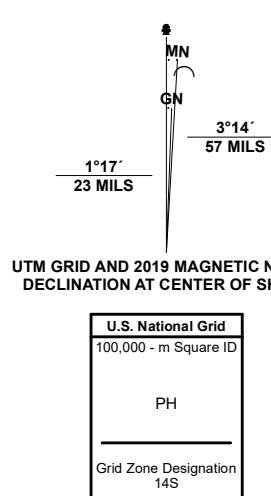 MN
GN
3°14´
57 MILS
1°17´
23 MILS
UTM GRID AND 2019 MAGNETIC N
DECLINATION AT CENTER OF SH
U.S. National Grid
100,000 - m Square ID
PH
Grid Zone Designation
14S